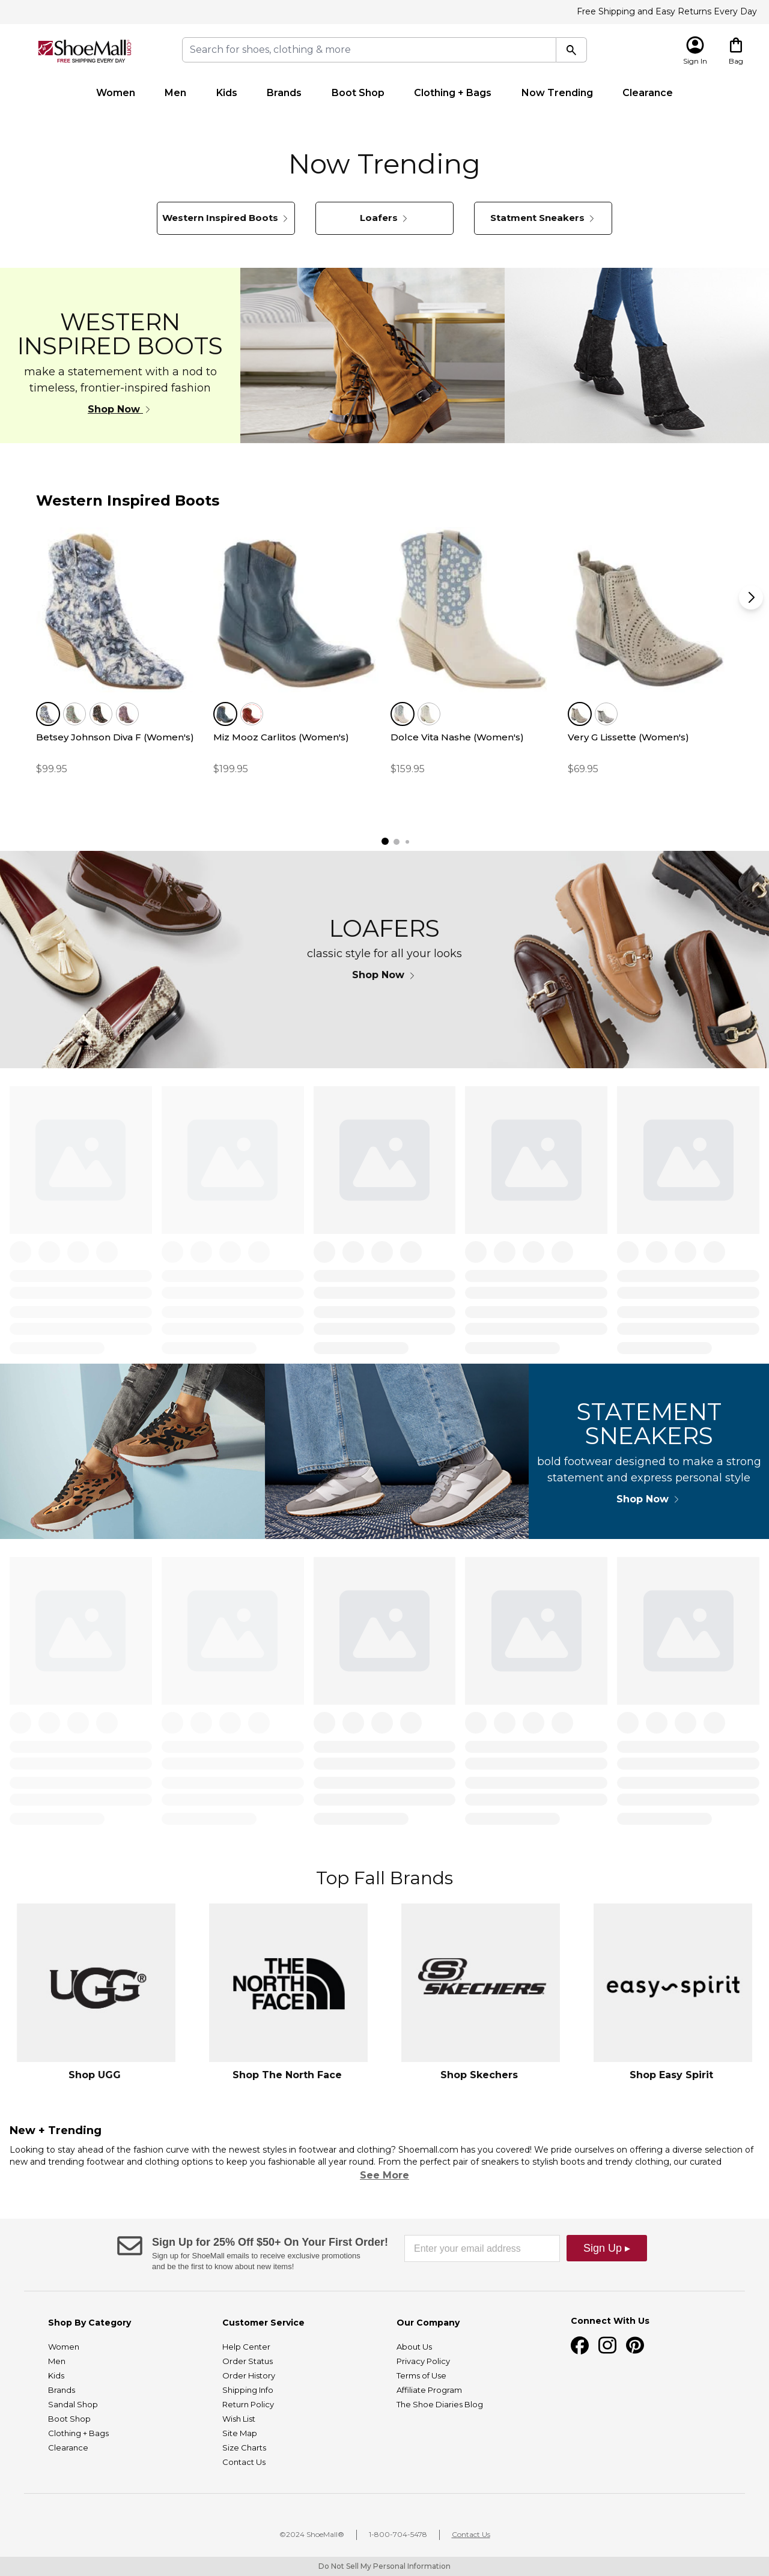 Free Shipping and Easy Returns Every Day
ShoeMall.com
FREE SHIPPING EVERY DAY
Search for shoes, clothing & more
Sign In
Bag
Women
Men
Kids
Brands
Boot Shop
Clothing + Bags
Now Trending
Clearance
Now Trending
Western Inspired Boots
Loafers
Statment Sneakers
WESTERN
INSPIRED BOOTS
make a statemement with a nod to
timeless, frontier-inspired fashion
Shop Now
Western Inspired Boots
Betsey Johnson Diva F (Women's)
$99.95
Miz Mooz Carlitos (Women's)
$199.95
Dolce Vita Nashe (Women's)
$159.95
Very G Lissette (Women's)
$69.95
LOAFERS
classic style for all your looks
Shop Now
STATEMENT
SNEAKERS
bold footwear designed to make a strong
statement and express personal style
Shop Now
Top Fall Brands
UGG®
THE
NORTH
FACE
SKECHERS
easy spirit
Shop UGG
Shop The North Face
Shop Skechers
Shop Easy Spirit
New + Trending
Looking to stay ahead of the fashion curve with the newest styles in footwear and clothing? Shoemall.com has you covered! We pride ourselves on offering a diverse selection of
new and trending footwear and clothing options to keep you fashionable all year round. From the perfect pair of sneakers to stylish boots and trendy clothing, our curated
See More
Sign Up for 25% Off $50+ On Your First Order!
Sign up for ShoeMall emails to receive exclusive promotions
and be the first to know about new items!
Enter your email address
Sign Up ▸
Shop By Category
Women
Men
Kids
Brands
Sandal Shop
Boot Shop
Clothing + Bags
Clearance
Customer Service
Help Center
Order Status
Order History
Shipping Info
Return Policy
Wish List
Site Map
Size Charts
Contact Us
Our Company
About Us
Privacy Policy
Terms of Use
Affiliate Program
The Shoe Diaries Blog
Connect With Us
©2024 ShoeMall®
1-800-704-5478
Contact Us
Do Not Sell My Personal Information